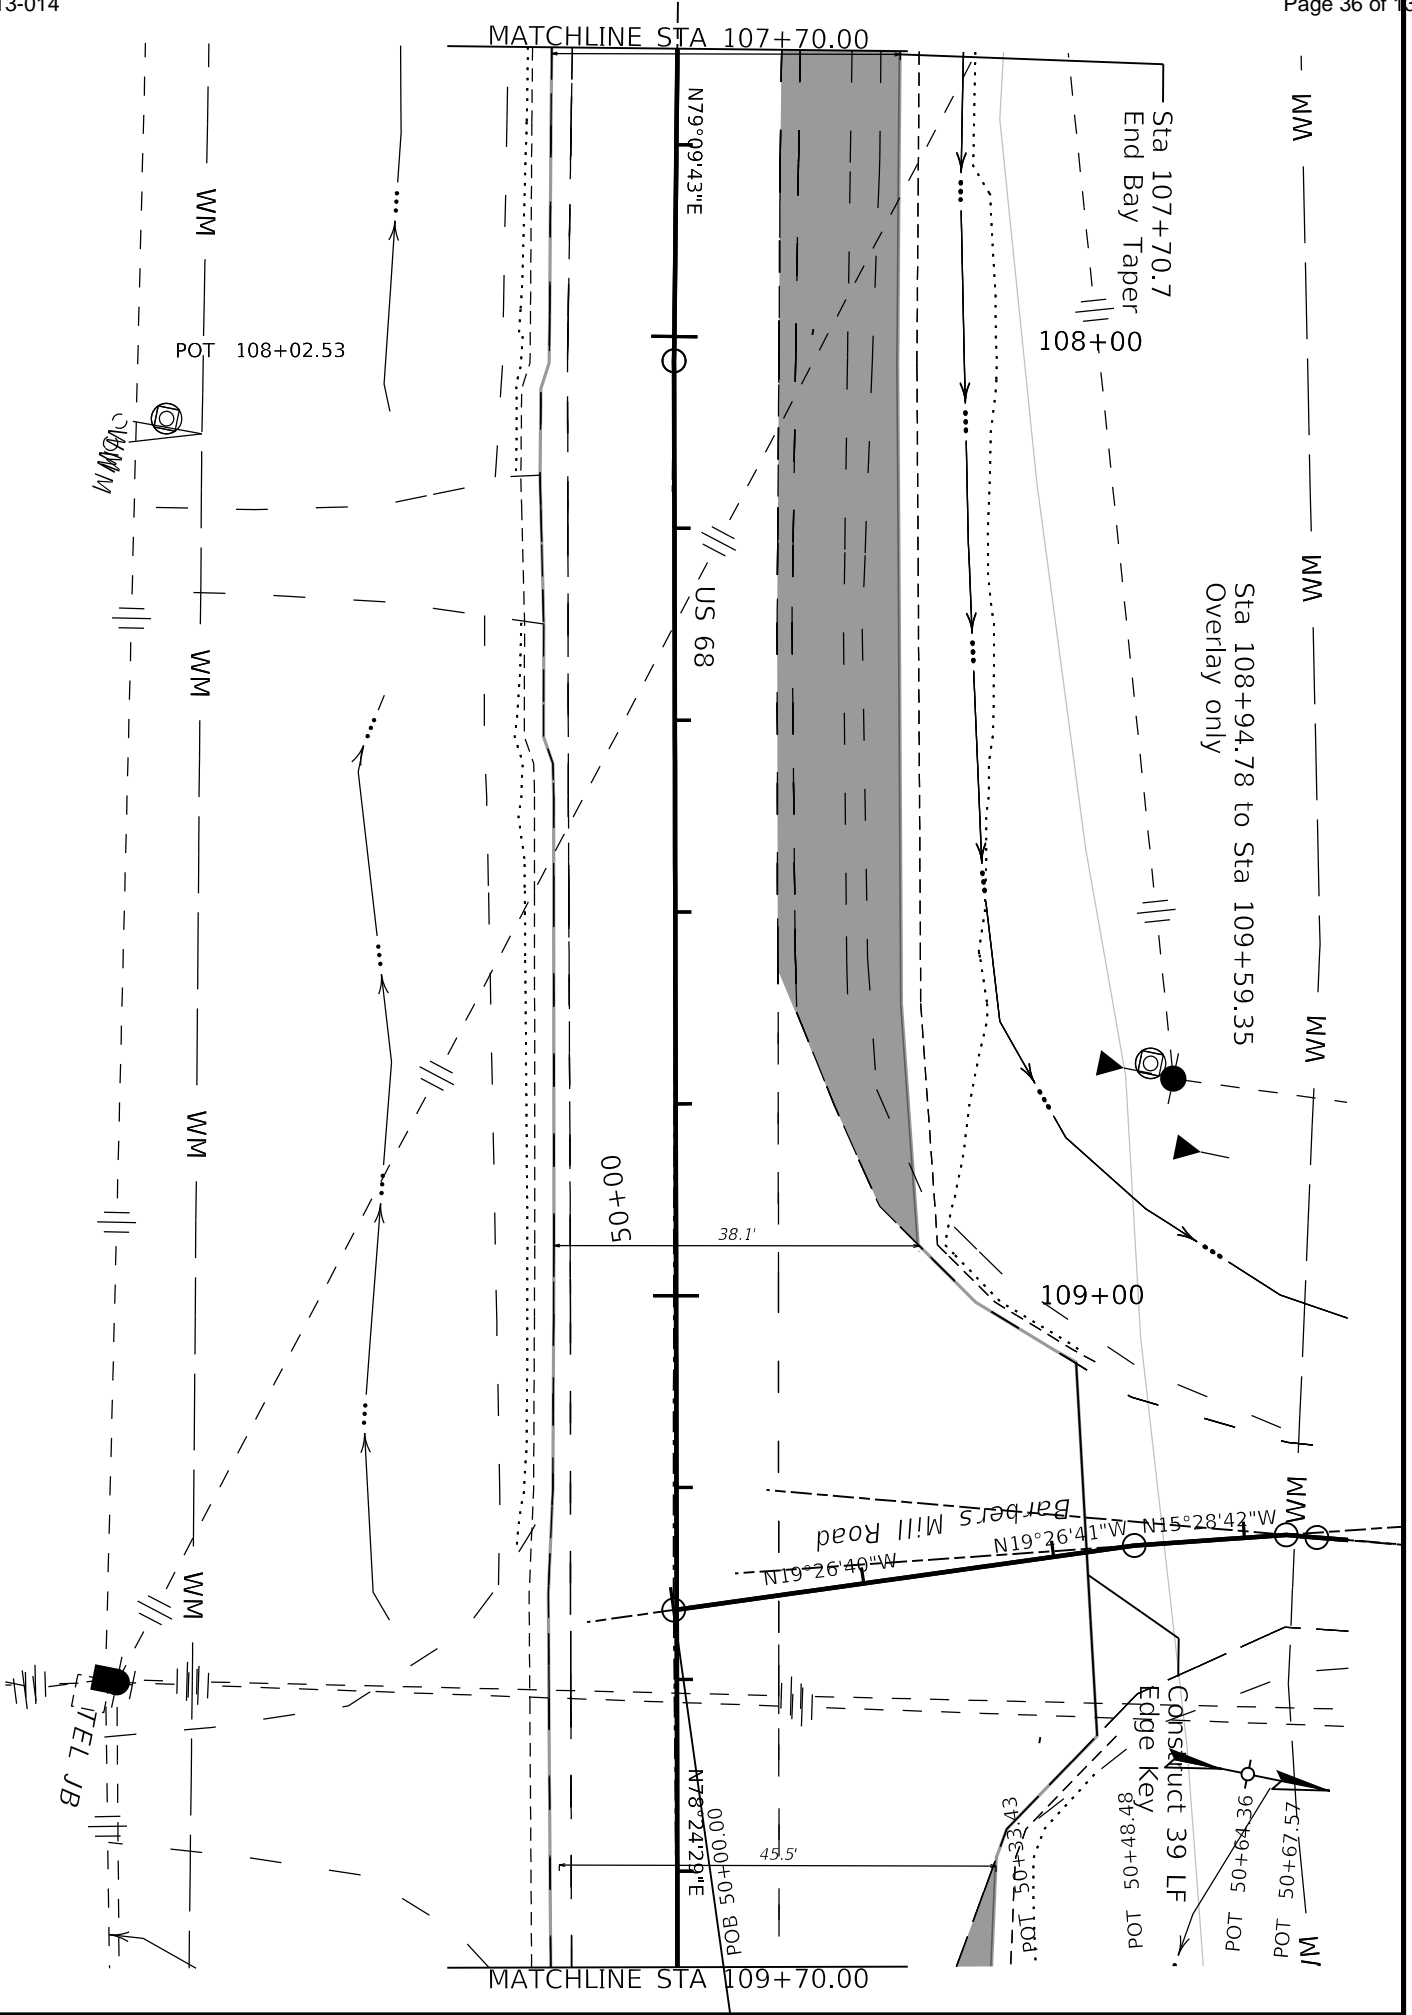 13-014
Page 36 of 13
MATCHLINE STA 107+70.00
N79°09'43"E
Sta 107+70.7
End Bay Taper
WM
WM
108+00
POT 108+02.53
WM
US 68
Sta 108+94.78 to Sta 109+59.35
Overlay only
WM
WM
WM
50+00
38.1'
109+00
WM
Barbers Mill Road
N19°26'40"W
N19°26'41"W
N15°28'42"W
WM
TEL JB
Construct 39 LF
Edge Key
N78°24'29"E
POB 50+00.00
45.5'
POT 50+33.43
POT 50+48.48
POT 50+64.36
POT 50+67.57
MATCHLINE STA 109+70.00